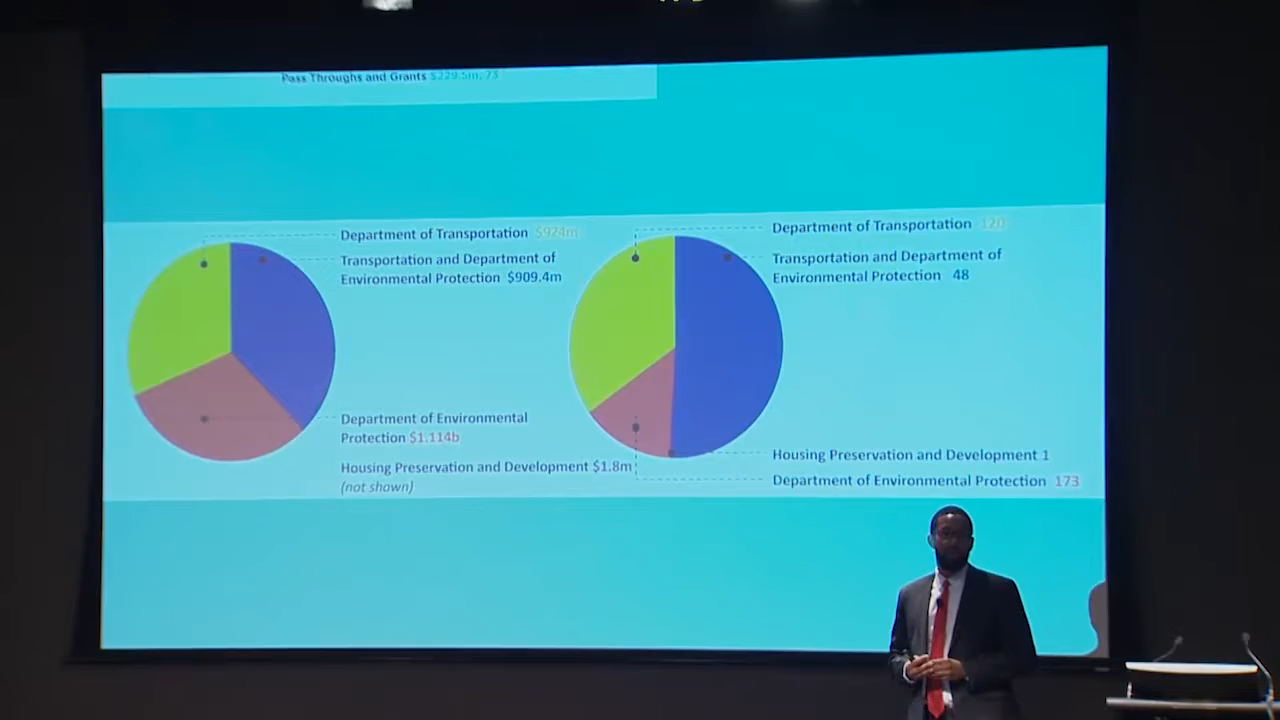 Pass Throughs and Grants $229.5m, 73
Department of Transportation $924m
Transportation and Department of
Environmental Protection $909.4m
Department of Environmental
Protection $1.114b
Housing Preservation and Development $1.8m
(not shown)
Department of Transportation 120
Transportation and Department of
Environmental Protection 48
Housing Preservation and Development 1
Department of Environmental Protection 173